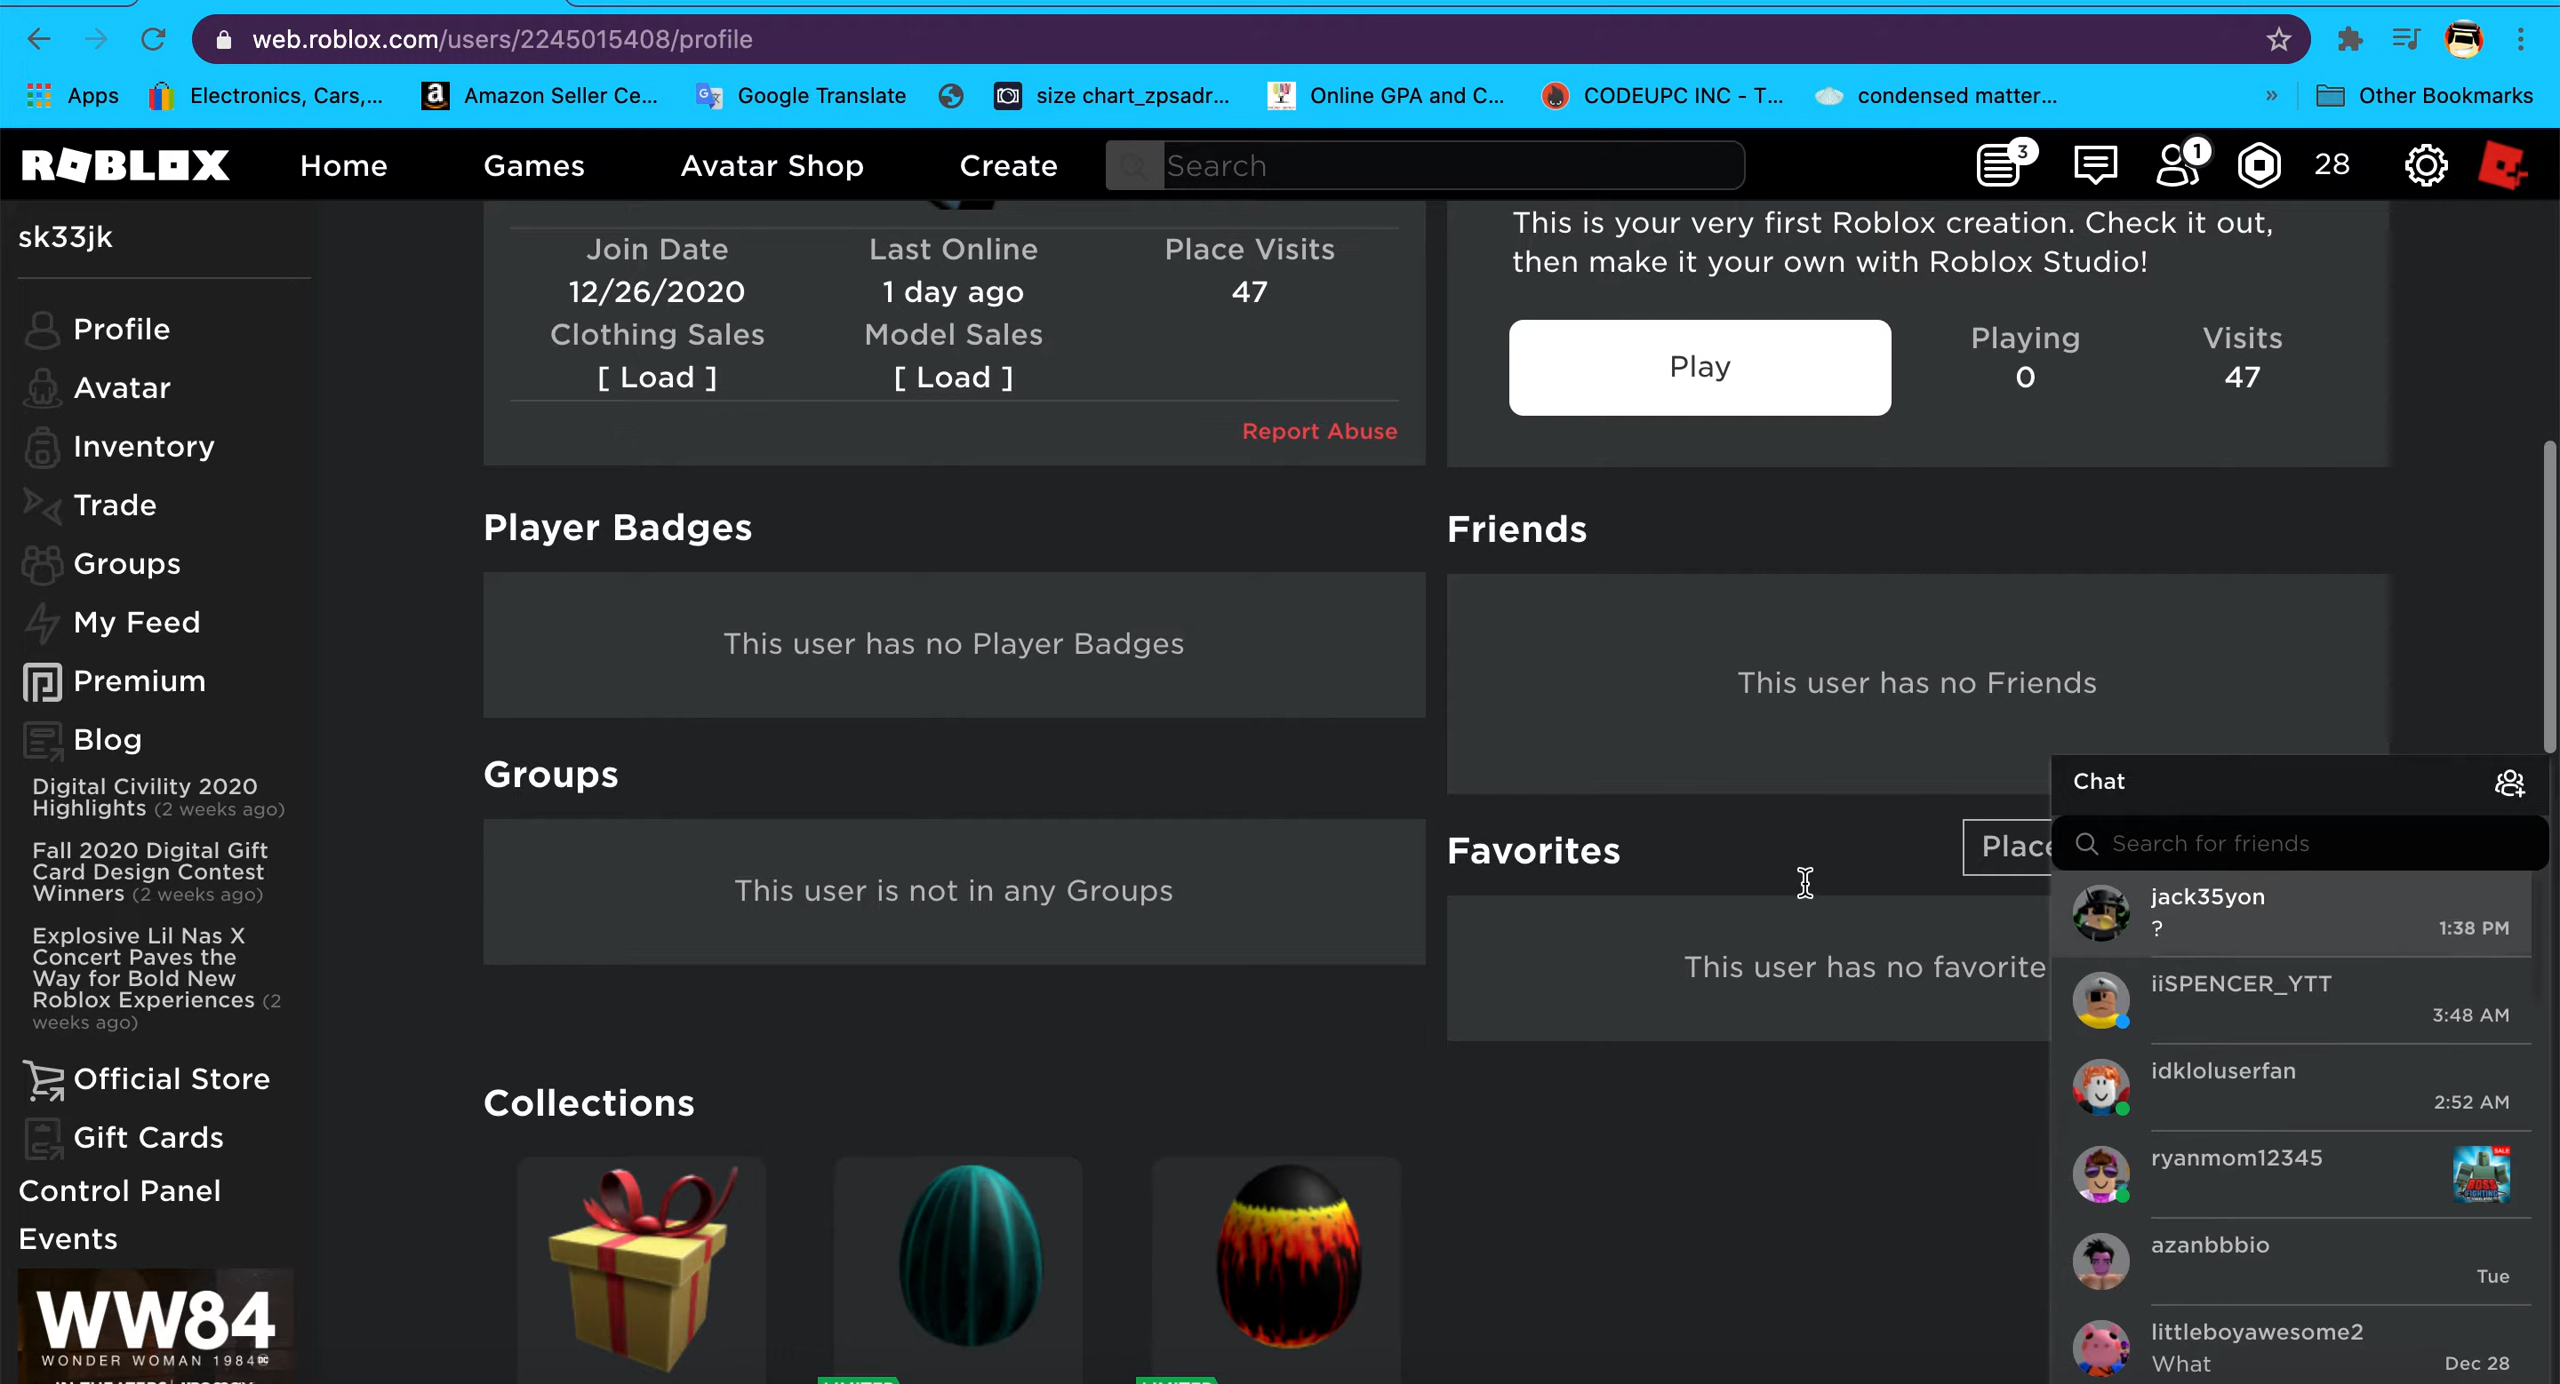 web.roblox.com/users/2245015408/profile
Apps
Electronics, Cars,...
Amazon Seller Ce...
Google Translate
size chart_zpsadr...
Online GPA and C...
CODEUPC INC - T...
condensed matter...
»
Other Bookmarks
ROBLOX
Home
Games
Avatar Shop
Create
Search
3
1
28
sk33jk
Profile
Avatar
Inventory
Trade
Groups
My Feed
Premium
Blog
Digital Civility 2020
Highlights (2 weeks ago)
Fall 2020 Digital Gift
Card Design Contest
Winners (2 weeks ago)
Explosive Lil Nas X
Concert Paves the
Way for Bold New
Roblox Experiences (2
weeks ago)
Official Store
Gift Cards
Control Panel
Events
WW84
WONDER WOMAN 1984
Join Date
12/26/2020
Last Online
1 day ago
Place Visits
47
Clothing Sales
[ Load ]
Model Sales
[ Load ]
Report Abuse
This is your very first Roblox creation. Check it out,
then make it your own with Roblox Studio!
Play
Playing
0
Visits
47
Player Badges
This user has no Player Badges
Friends
This user has no Friends
Groups
This user is not in any Groups
Favorites
Place
This user has no favorite
Collections
Chat
Search for friends
jack35yon
?
1:38 PM
iiSPENCER_YTT
3:48 AM
idkloluserfan
2:52 AM
ryanmom12345
SALE
BOSS
FIGHTING
azanbbbio
Tue
littleboyawesome2
What
Dec 28